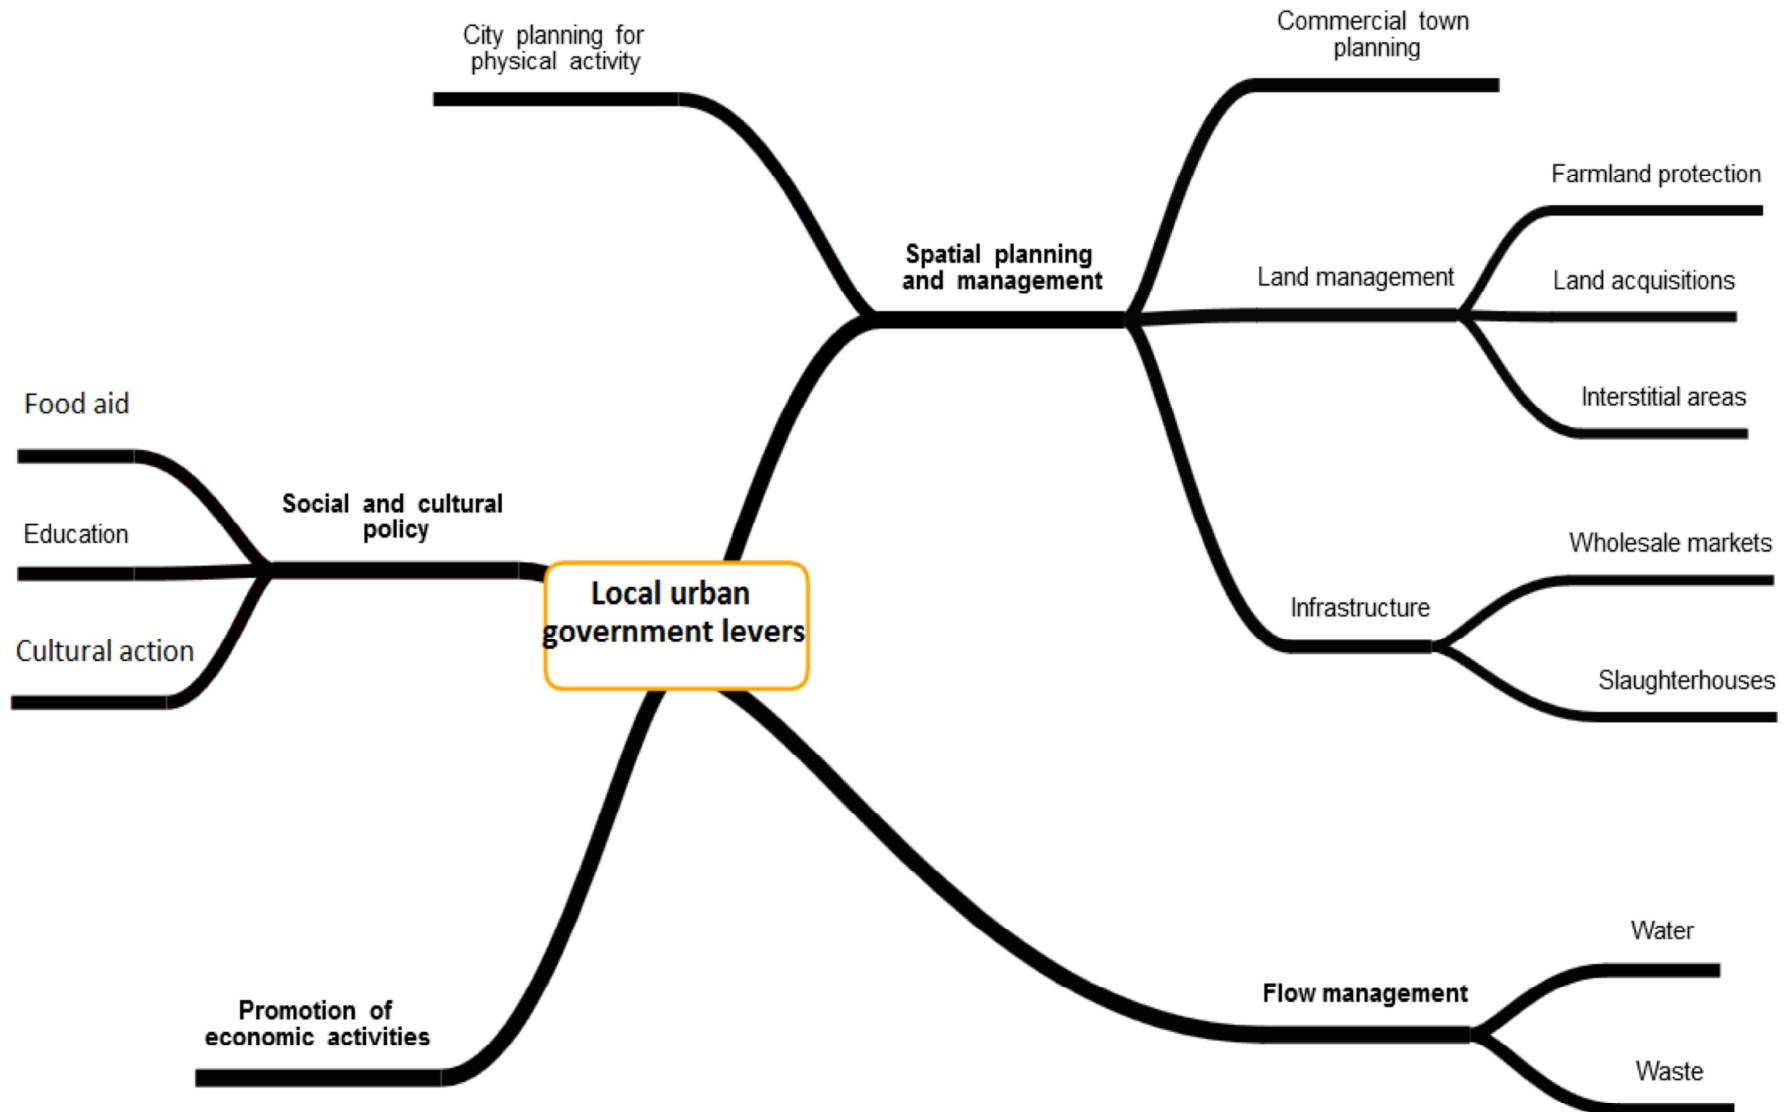 City planning for
physical activity
Commercial town
planning
Farmland protection
Spatial planning
and management
Land management
Land acquisitions
Interstitial areas
Food aid
Social and cultural
policy
Education
Wholesale markets
Local urban
government levers
Infrastructure
Cultural action
Slaughterhouses
Water
Flow management
Promotion of
economic activities
Waste